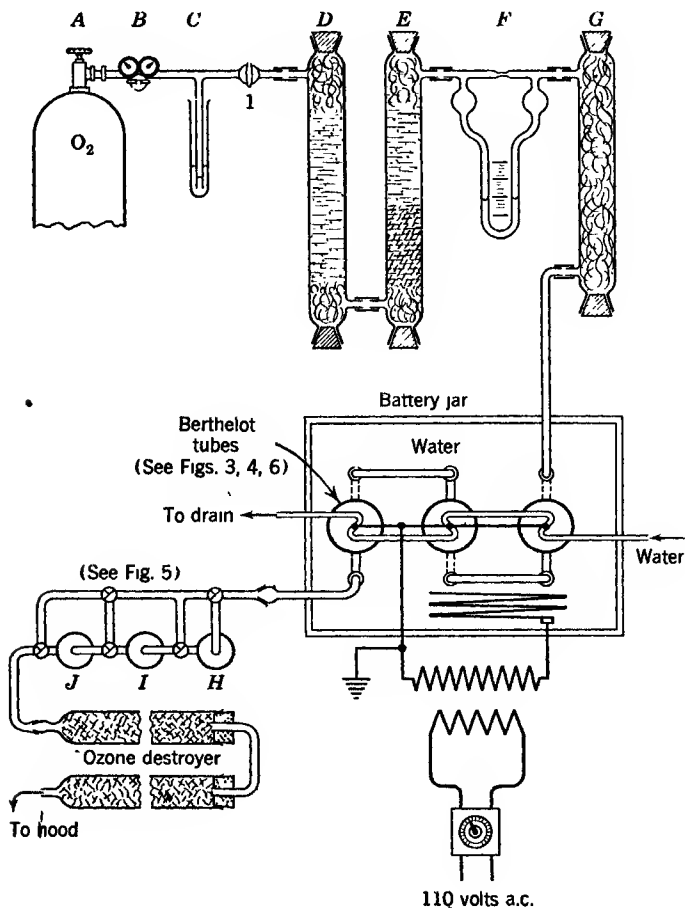 A B C D E F G
O₂
1
Battery jar
Berthelot
tubes
(See Figs. 3, 4, 6)
Water
To drain
Water
(See Fig. 5)
J I H
Ozone destroyer
To hood
110 volts a.c.